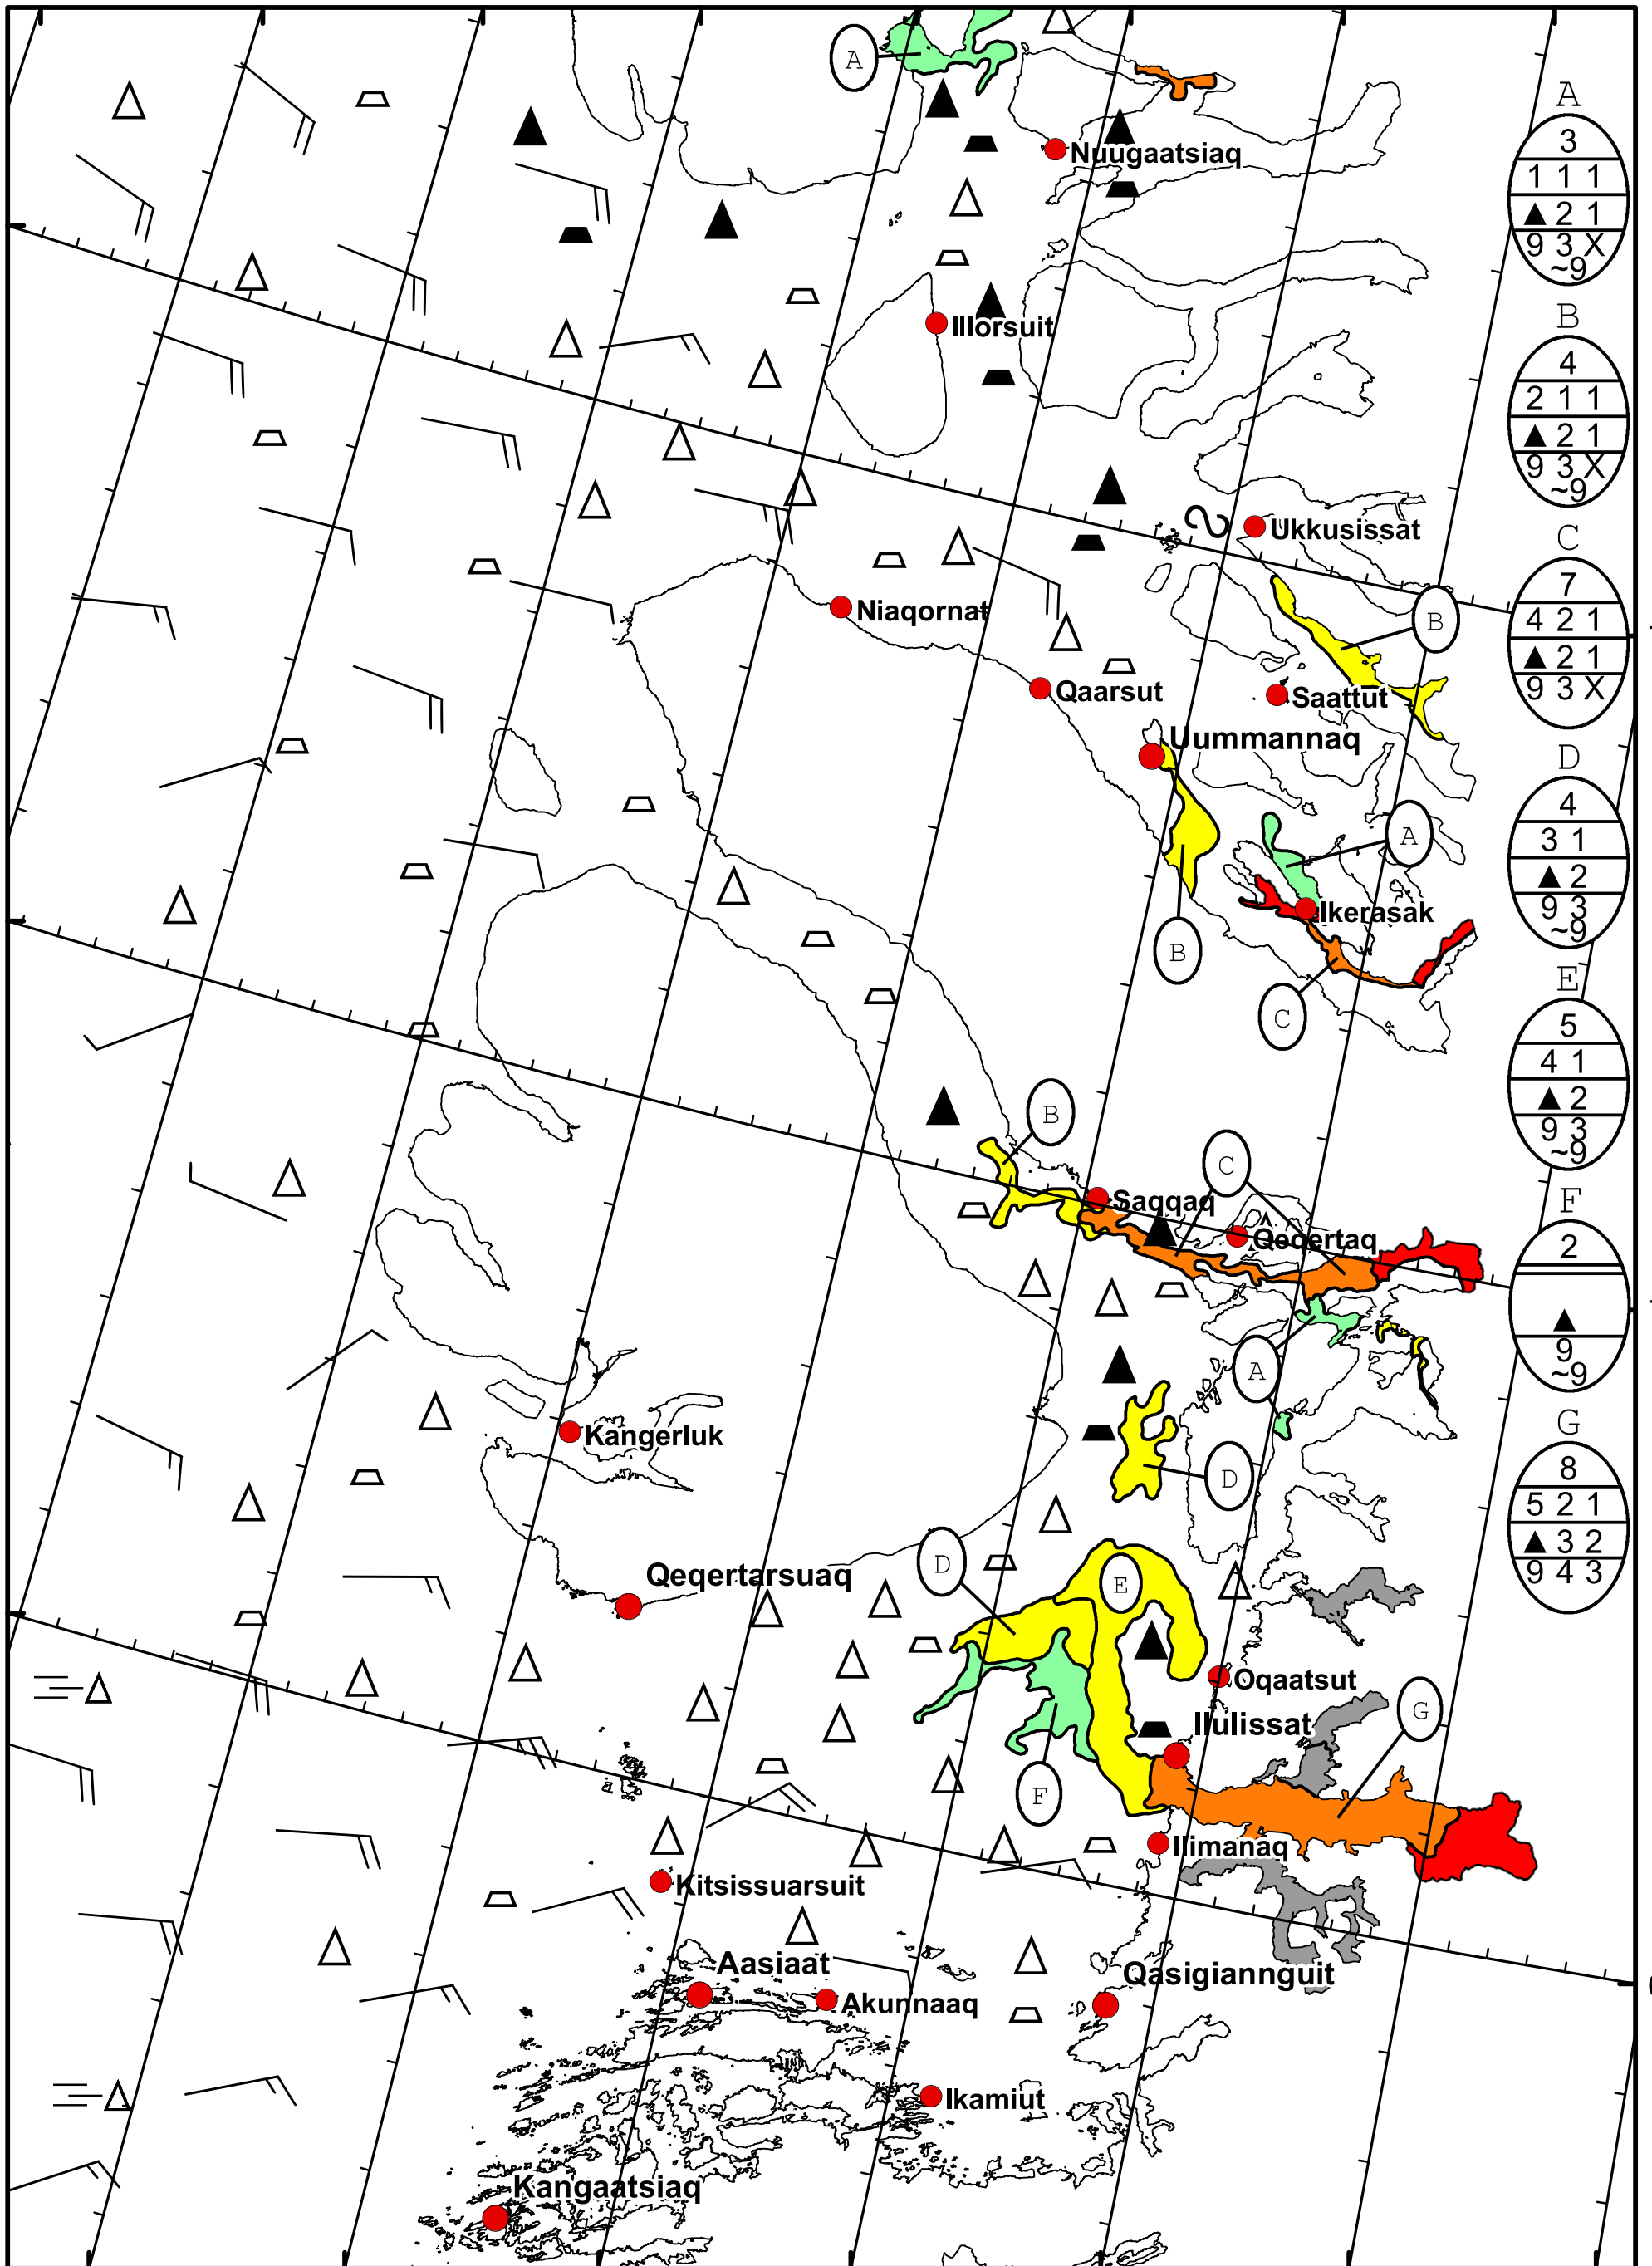 A
Nuugaatsiaq
A
3
1 1 1
▲ 2 1
9 3 X
~9
Illorsuit
B
4
2 1 1
▲ 2 1
9 3 X
~9
Ukkusissat
C
7
4 2 1
▲ 2 1
9 3 X
Niaqornat
B
Qaarsut
Saattut
Uummannaq
D
4
3 1
▲ 2
9 3
~9
A
Ikerasak
B
C
E
5
4 1
▲ 2
9 3
~9
B
C
Saqqaq
Qeqertaq
F
2
▲
9
~9
A
Kangerluk
D
G
8
5 2 1
▲ 3 2
9 4 3
D
E
Qeqertarsuaq
Oqaatsut
G
Ilulissat
F
Ilimanaq
Kitsissuarsuit
Aasiaat
Qasigiannguit
Akunnaaq
Ikamiut
Kangaatsiaq